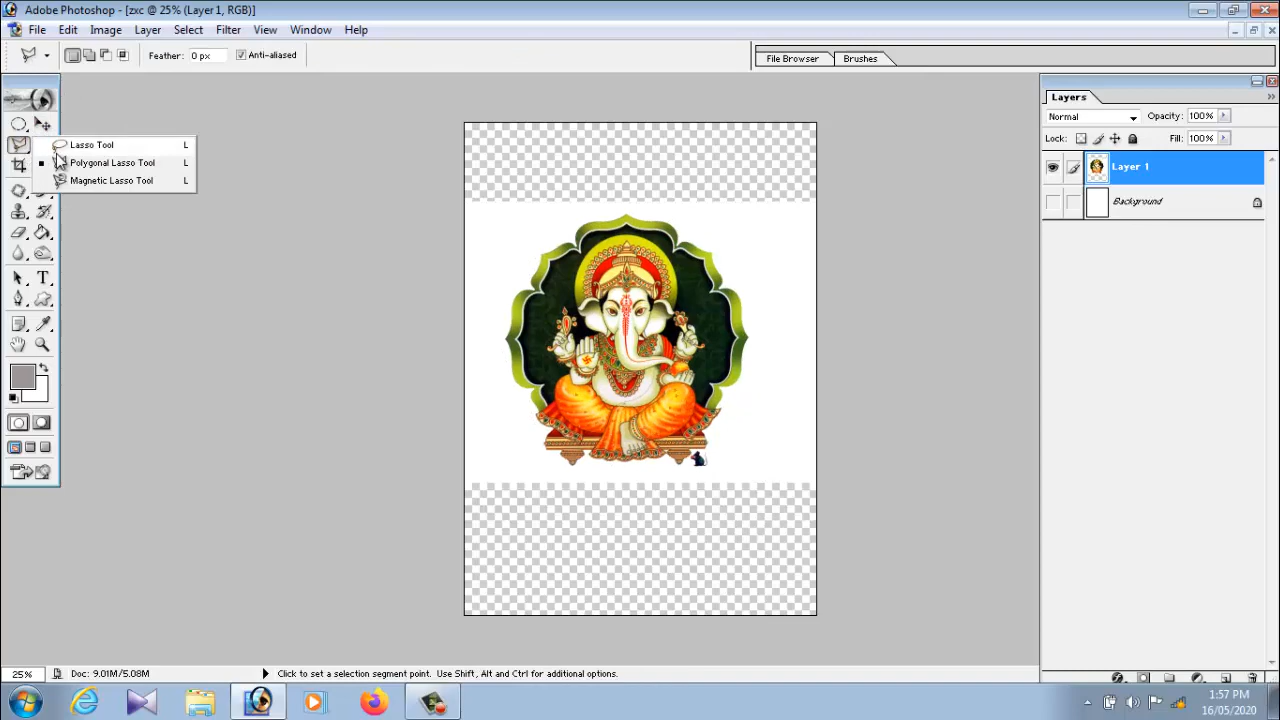 Adobe Photoshop - [zxc @ 25% (Layer 1, RGB)]
File Edit Image Layer Select Filter View Window Help
Feather: 0 px Anti-aliased
File Browser Brushes
Layers
Normal Opacity: 100%
Lock: Fill: 100%
Layer 1
Background
Lasso Tool L
Polygonal Lasso Tool L
Magnetic Lasso Tool L
T
25% Doc: 9.01M/5.08M Click to set a selection segment point. Use Shift, Alt and Ctrl for additional options.
1:57 PM
16/05/2020